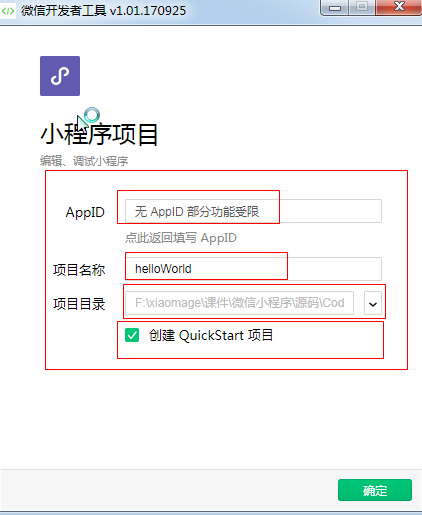 微信开发者工具 v1.01.170925
小程序项目
编辑、调试小程序
AppID 无 AppID 部分功能受限
点此返回填写 AppID
项目名称 helloWorld
项目目录 F:\xiaomage\课件\微信小程序\源码\Cod
创建 QuickStart 项目
确定